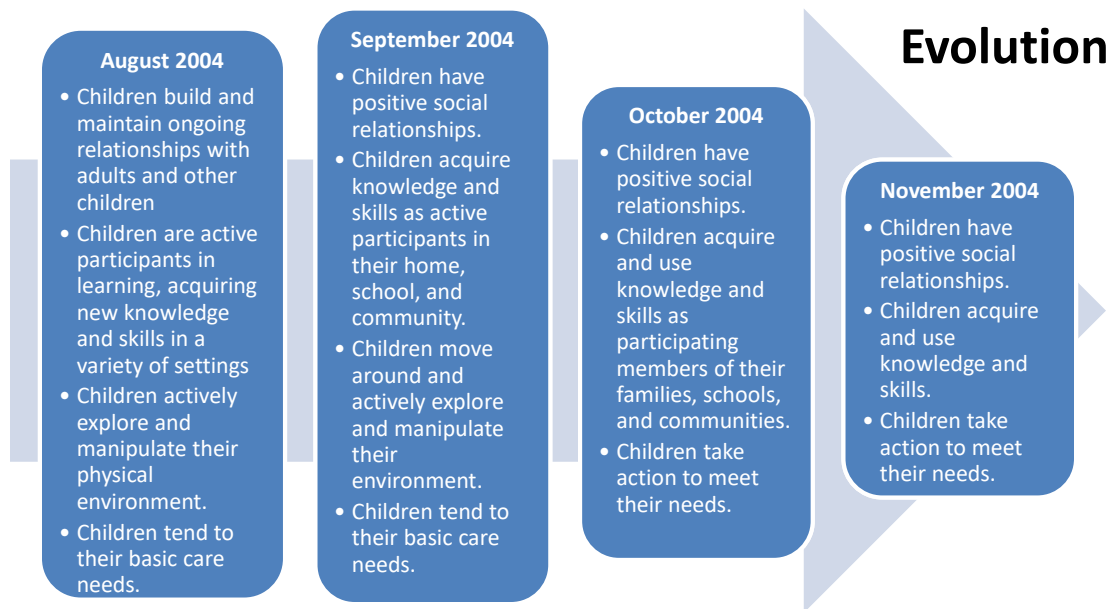 Evolution
August 2004
• Children build and
maintain ongoing
relationships with
adults and other
children
• Children are active
participants in
learning, acquiring
new knowledge
and skills in a
variety of settings
• Children actively
explore and
manipulate their
physical
environment.
• Children tend to
their basic care
needs.
September 2004
• Children have
positive social
relationships.
• Children acquire
knowledge and
skills as active
participants in
their home,
school, and
community.
• Children move
around and
actively explore
and manipulate
their
environment.
• Children tend to
their basic care
needs.
October 2004
• Children have
positive social
relationships.
• Children acquire
and use
knowledge and
skills as
participating
members of their
families, schools,
and communities.
• Children take
action to meet
their needs.
November 2004
• Children have
positive social
relationships.
• Children acquire
and use
knowledge and
skills.
• Children take
action to meet
their needs.